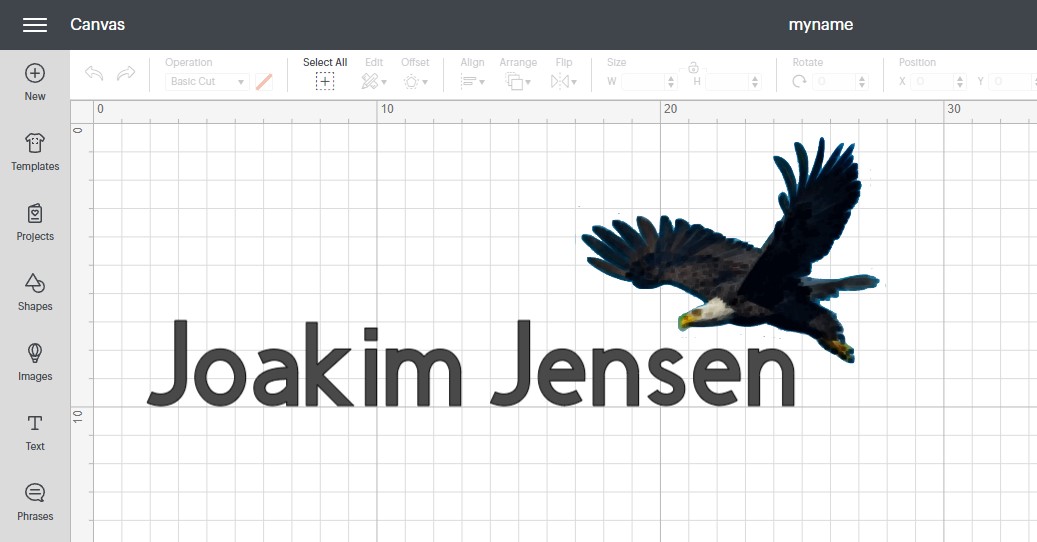 Canvas
myname
New
Templates
Projects
Shapes
Images
Text
Phrases
Operation
Basic Cut
Select All
Edit
Offset
Align
Arrange
Flip
Size
W
H
Rotate
0
Position
X 0
Y 0
0 10 20 30
0
10
Joakim Jensen